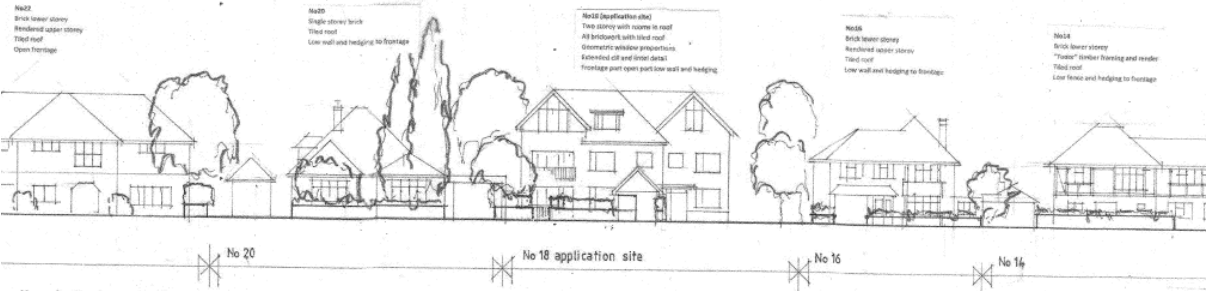 No22
Brick lower storey
Rendered upper storey
Tiled roof
Open frontage
No20
Single storey brick
Tiled roof
Low wall and hedging to frontage
No18 (application site)
Two storey with rooms in roof
All brickwork with tiled roof
Geometric window proportions
Extended cill and lintel detail
Frontage part open part low wall and hedging
No16
Brick lower storey
Rendered upper storey
Tiled roof
Low wall and hedging to frontage
No14
Brick lower storey
"Tudor" timber framing and render
Tiled roof
Low fence and hedging to frontage
No 20
No 18 application site
No 16
No 14